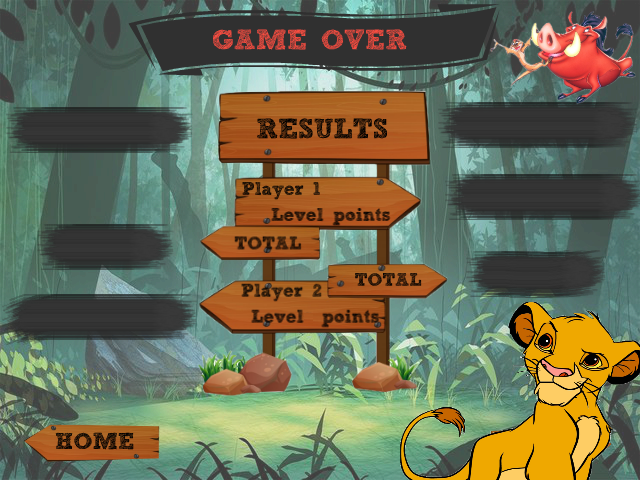 GAME OVER
RESULTS
Player 1
Level points
TOTAL
TOTAL
Player 2
Level points
HOME